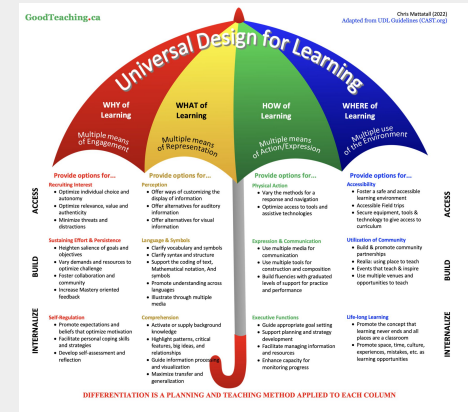 GoodTeaching.ca
Chris Mattatall (2022)
Adapted from UDL Guidelines (CAST.org)
Universal Design for Learning
WHY of
Learning
Multiple means
of Engagement
WHAT of
Learning
Multiple means
of Representation
HOW of
Learning
Multiple means
of Action/Expression
WHERE of
Learning
Multiple use
of the Environment
ACCESS
BUILD
INTERNALIZE
Provide options for...
Recruiting Interest
• Optimize individual choice and
autonomy
• Optimize relevance, value and
authenticity
• Minimize threats and
distractions
Sustaining Effort & Persistence
• Heighten salience of goals and
objectives
• Vary demands and resources to
optimize challenge
• Foster collaboration and
community
• Increase Mastery oriented
feedback
Self-Regulation
• Promote expectations and
beliefs that optimize motivation
• Facilitate personal coping skills
and strategies
• Develop self-assessment and
reflection
Provide options for...
Perception
• Offer ways of customizing the
display of information
• Offer alternatives for auditory
information
• Offer alternatives for visual
information
Language & Symbols
• Clarify vocabulary and symbols
• Clarify syntax and structure
• Support the decoding of text,
Mathematical notation, And
symbols
• Promote understanding across
languages
• Illustrate through multiple
media
Comprehension
• Activate or supply background
knowledge
• Highlight patterns, critical
features, big ideas, and
relationships
• Guide information processing
and visualization
• Maximize transfer and
generalization
Provide options for...
Physical Action
• Vary the methods for a
response and navigation
• Optimize access to tools and
assistive technologies
Expression & Communication
• Use multiple media for
communication
• Use multiple tools for
construction and composition
• Build fluencies with graduated
levels of support for practice
and performance
Executive Functions
• Guide appropriate goal setting
• Support planning and strategy
development
• Facilitate managing information
and resources
• Enhance capacity for
monitoring progress
Provide options for...
Accessibility
• Foster a safe and accessible
learning environment
• Accessible Field trips
• Secure equipment, tools &
technology to give access to
curriculum
Utilization of Community
• Build & promote community
partnerships
• Realia: using place to teach
• Events that teach & inspire
• Use multiple venues and
opportunities to teach
Life-long Learning
• Promote the concept that
learning never ends and all
places are a classroom
• Promote space, time, culture,
experiences, mistakes, etc. as
learning opportunities
ACCESS
BUILD
INTERNALIZE
DIFFERENTIATION IS A PLANNING AND TEACHING METHOD APPLIED TO EACH COLUMN